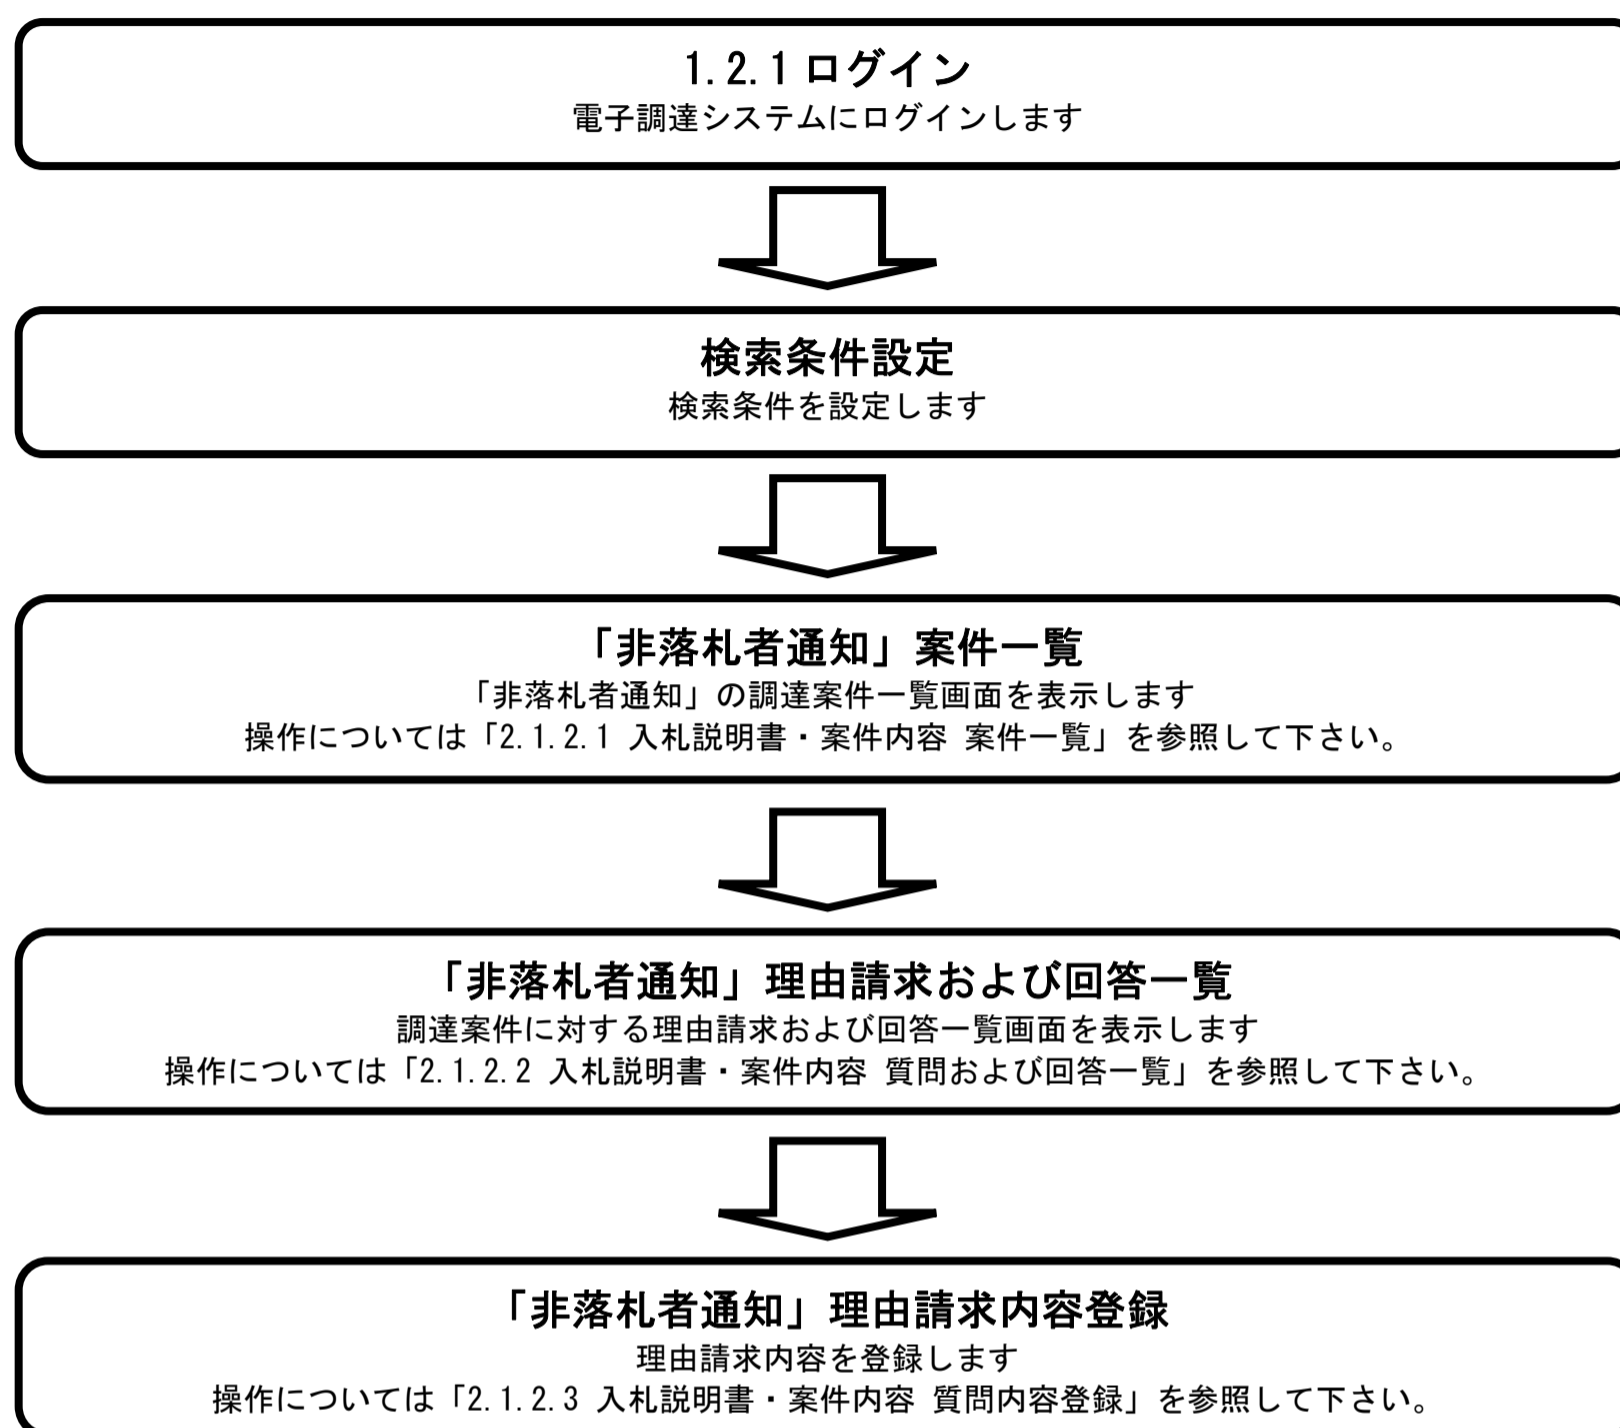 1.2.1 ログイン
電子調達システムにログインします
検索条件設定
検索条件を設定します
「非落札者通知」案件一覧
「非落札者通知」の調達案件一覧画面を表示します
操作については「2.1.2.1 入札説明書・案件内容 案件一覧」を参照して下さい。
「非落札者通知」理由請求および回答一覧
調達案件に対する理由請求および回答一覧画面を表示します
操作については「2.1.2.2 入札説明書・案件内容 質問および回答一覧」を参照して下さい。
「非落札者通知」理由請求内容登録
理由請求内容を登録します
操作については「2.1.2.3 入札説明書・案件内容 質問内容登録」を参照して下さい。